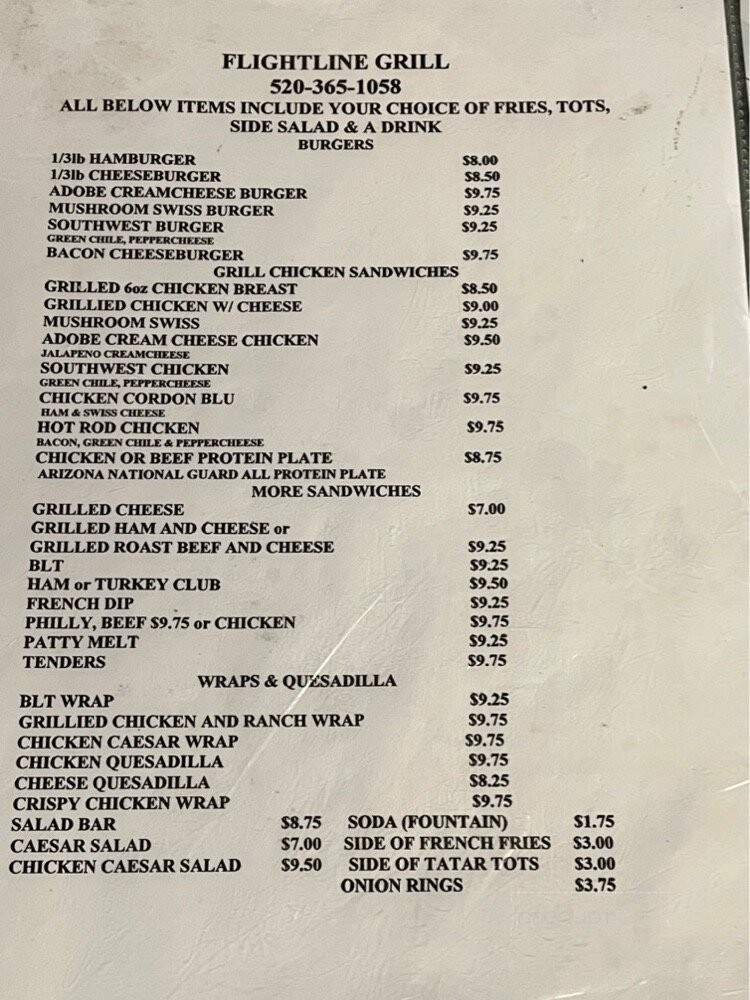 FLIGHTLINE GRILL
520-365-1058
ALL BELOW ITEMS INCLUDE YOUR CHOICE OF FRIES, TOTS,
SIDE SALAD & A DRINK
BURGERS
1/3lb HAMBURGER $8.00
1/3lb CHEESEBURGER $8.50
ADOBE CREAMCHEESE BURGER $9.75
MUSHROOM SWISS BURGER $9.25
SOUTHWEST BURGER $9.25
GREEN CHILE, PEPPERCHEESE
BACON CHEESEBURGER $9.75
GRILL CHICKEN SANDWICHES
GRILLED 6oz CHICKEN BREAST $8.50
GRILLIED CHICKEN W/ CHEESE $9.00
MUSHROOM SWISS $9.25
ADOBE CREAM CHEESE CHICKEN $9.50
JALAPENO CREAMCHEESE
SOUTHWEST CHICKEN $9.25
GREEN CHILE, PEPPERCHEESE
CHICKEN CORDON BLU $9.75
HAM & SWISS CHEESE
HOT ROD CHICKEN $9.75
BACON, GREEN CHILE & PEPPERCHEESE
CHICKEN OR BEEF PROTEIN PLATE $8.75
ARIZONA NATIONAL GUARD ALL PROTEIN PLATE
MORE SANDWICHES
GRILLED CHEESE $7.00
GRILLED HAM AND CHEESE or
GRILLED ROAST BEEF AND CHEESE $9.25
BLT $9.25
HAM or TURKEY CLUB $9.50
FRENCH DIP $9.25
PHILLY, BEEF $9.75 or CHICKEN $9.75
PATTY MELT $9.25
TENDERS $9.75
WRAPS & QUESADILLA
BLT WRAP $9.25
GRILLIED CHICKEN AND RANCH WRAP $9.75
CHICKEN CAESAR WRAP $9.75
CHICKEN QUESADILLA $9.75
CHEESE QUESADILLA $8.25
CRISPY CHICKEN WRAP $9.75
SALAD BAR $8.75 SODA (FOUNTAIN) $1.75
CAESAR SALAD $7.00 SIDE OF FRENCH FRIES $3.00
CHICKEN CAESAR SALAD $9.50 SIDE OF TATAR TOTS $3.00
ONION RINGS $3.75